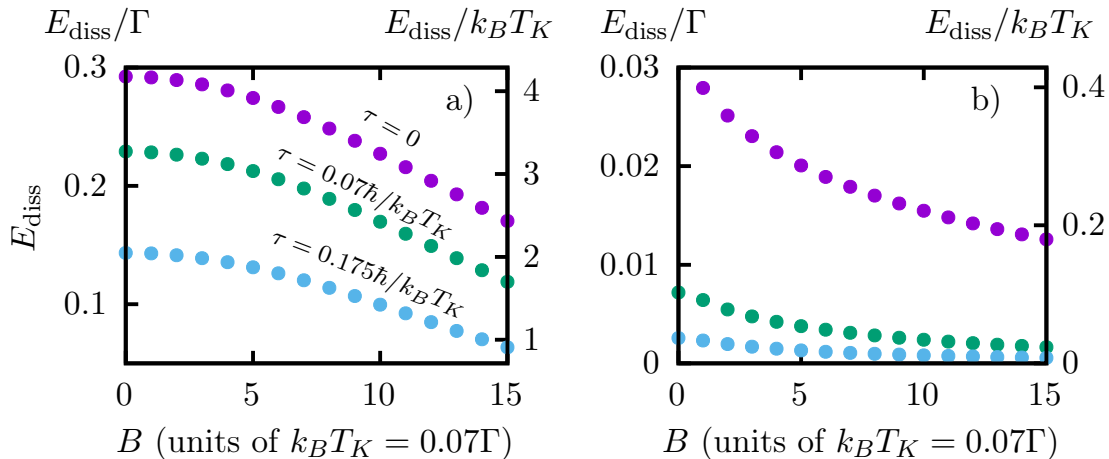 E_diss/Γ E_diss/k_BT_K E_diss/Γ E_diss/k_BT_K
0.3 0.03
a) b)
4 0.4
τ = 0
3
0.2 0.02
τ = 0.07ħ/k_BT_K
E_diss
2 0.2
τ = 0.175ħ/k_BT_K
0.1 0.01
1
0 0
0 5 10 15 0 5 10 15
B (units of k_BT_K = 0.07Γ) B (units of k_BT_K = 0.07Γ)